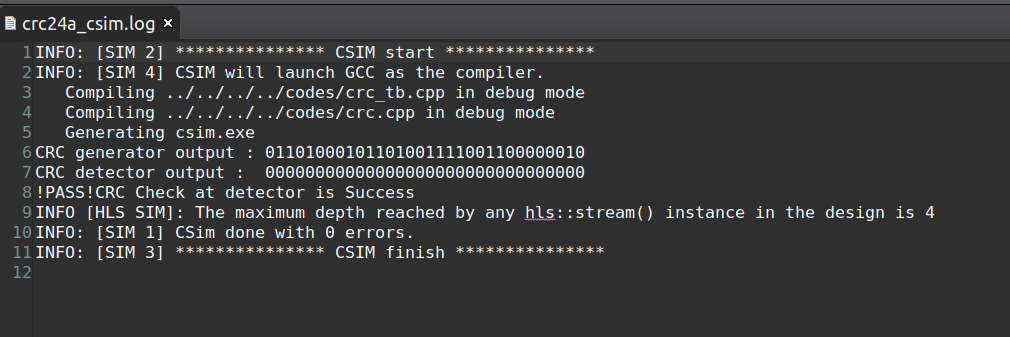 crc24a_csim.log ×
1 INFO: [SIM 2] *************** CSIM start ***************
2 INFO: [SIM 4] CSIM will launch GCC as the compiler.
3    Compiling ../../../../codes/crc_tb.cpp in debug mode
4    Compiling ../../../../codes/crc.cpp in debug mode
5    Generating csim.exe
6 CRC generator output : 01101000101101001111001100000010
7 CRC detector output :  00000000000000000000000000000000
8 !PASS!CRC Check at detector is Success
9 INFO [HLS SIM]: The maximum depth reached by any hls::stream() instance in the design is 4
10 INFO: [SIM 1] CSim done with 0 errors.
11 INFO: [SIM 3] *************** CSIM finish ***************
12